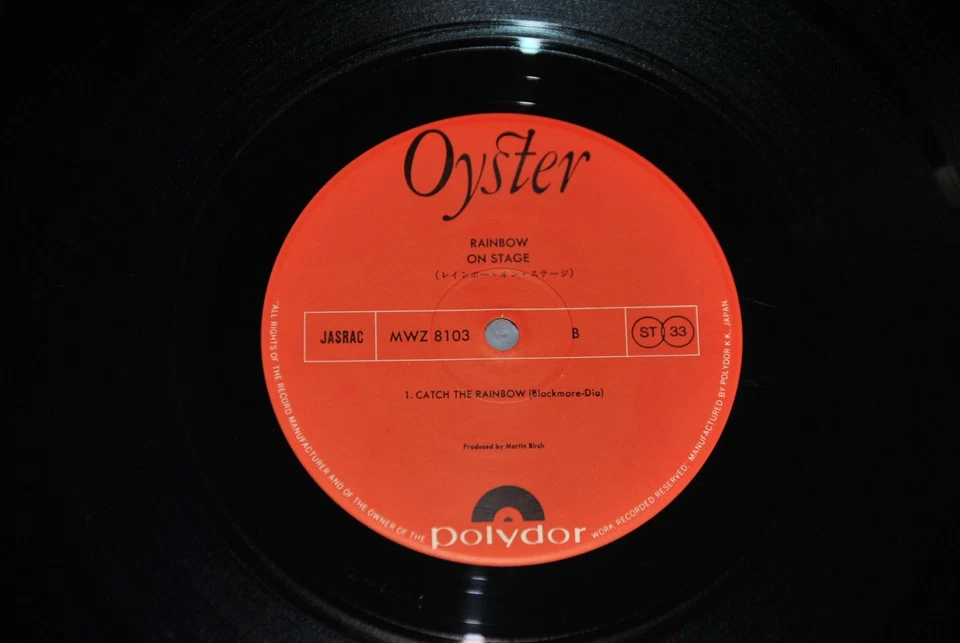 Oyster
RAINBOW
ON STAGE
(レインボー・オン・ステージ)
JASRAC
MWZ 8103
B
ST 33
1. CATCH THE RAINBOW (Blackmore-Dio)
Produced by Martin Birch
polydor
"ALL RIGHTS OF THE RECORD MANUFACTURER AND OF THE OWNER OF THE WORK RECORDED RESERVED. MANUFACTURED BY POLYDOR K.K., JAPAN.